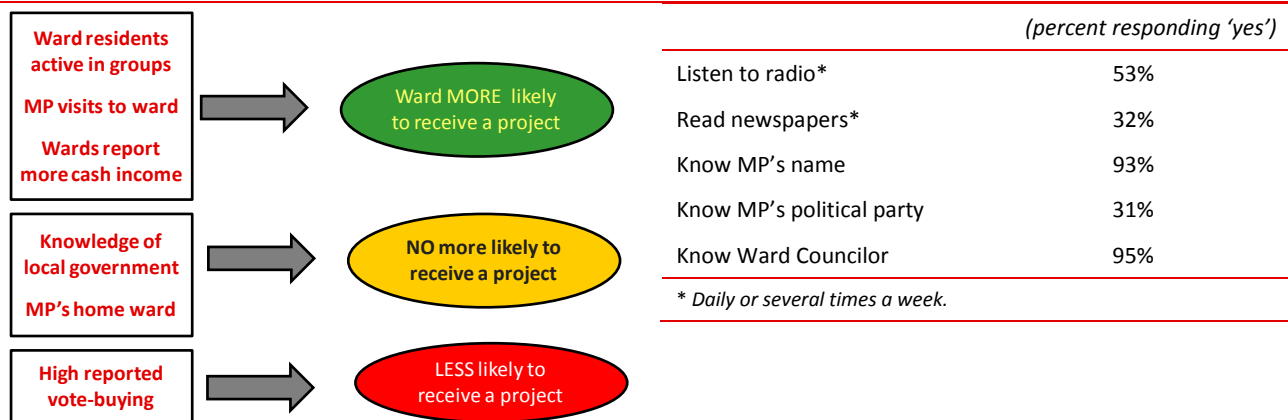 Ward residents
active in groups
MP visits to ward
Wards report
more cash income
Ward MORE likely
to receive a project
Knowledge of
local government
MP's home ward
NO more likely to
receive a project
High reported
vote-buying
LESS likely to
receive a project
(percent responding ‘yes’)
Listen to radio* 53%
Read newspapers* 32%
Know MP’s name 93%
Know MP’s political party 31%
Know Ward Councilor 95%
* Daily or several times a week.